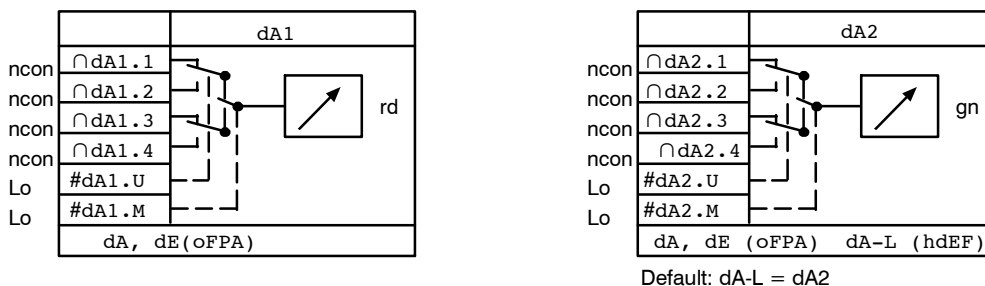 dA1
ncon ∩dA1.1
ncon ∩dA1.2
ncon ∩dA1.3
ncon ∩dA1.4
Lo #dA1.U
Lo #dA1.M
rd
dA, dE(oFPA)
dA2
ncon ∩dA2.1
ncon ∩dA2.2
ncon ∩dA2.3
ncon ∩dA2.4
Lo #dA2.U
Lo #dA2.M
gn
dA, dE (oFPA) dA-L (hdEF)
Default: dA-L = dA2